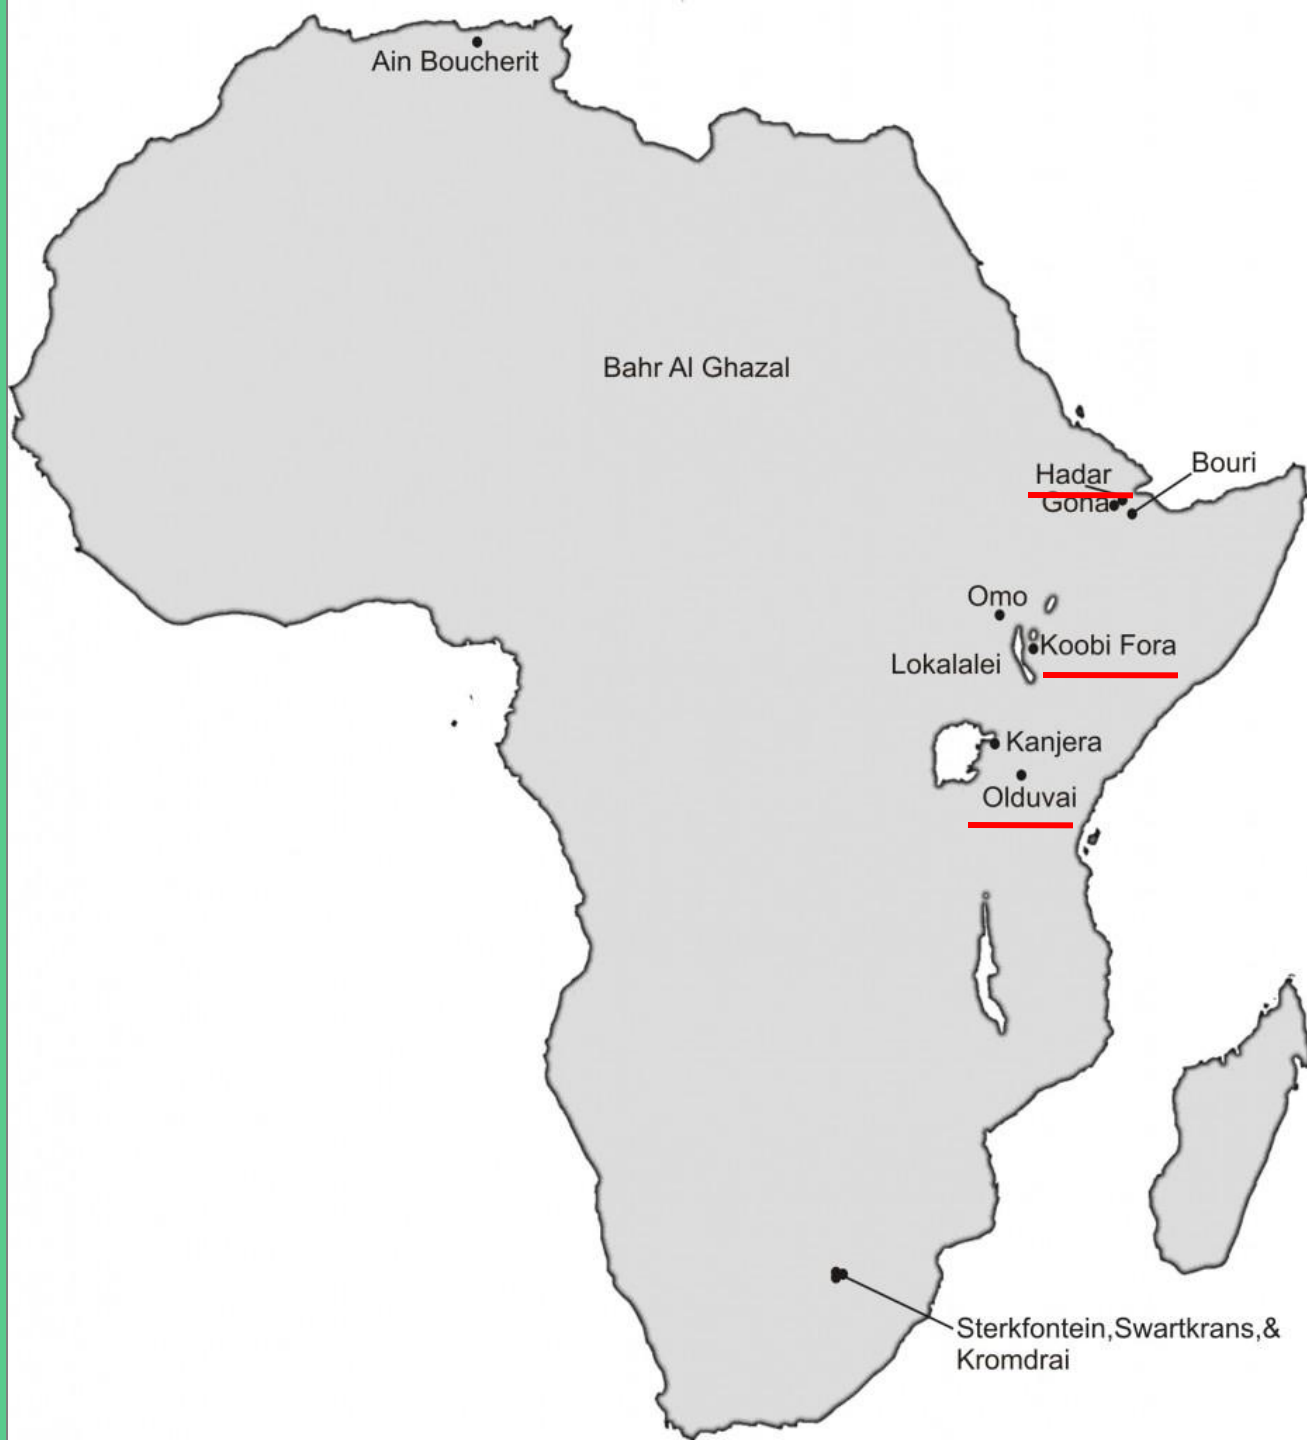 Ain Boucherit
Bahr Al Ghazal
Hadar
Bouri
Gona
Omo
Koobi Fora
Lokalalei
Kanjera
Olduvai
Sterkfontein,Swartkrans,&
Kromdrai